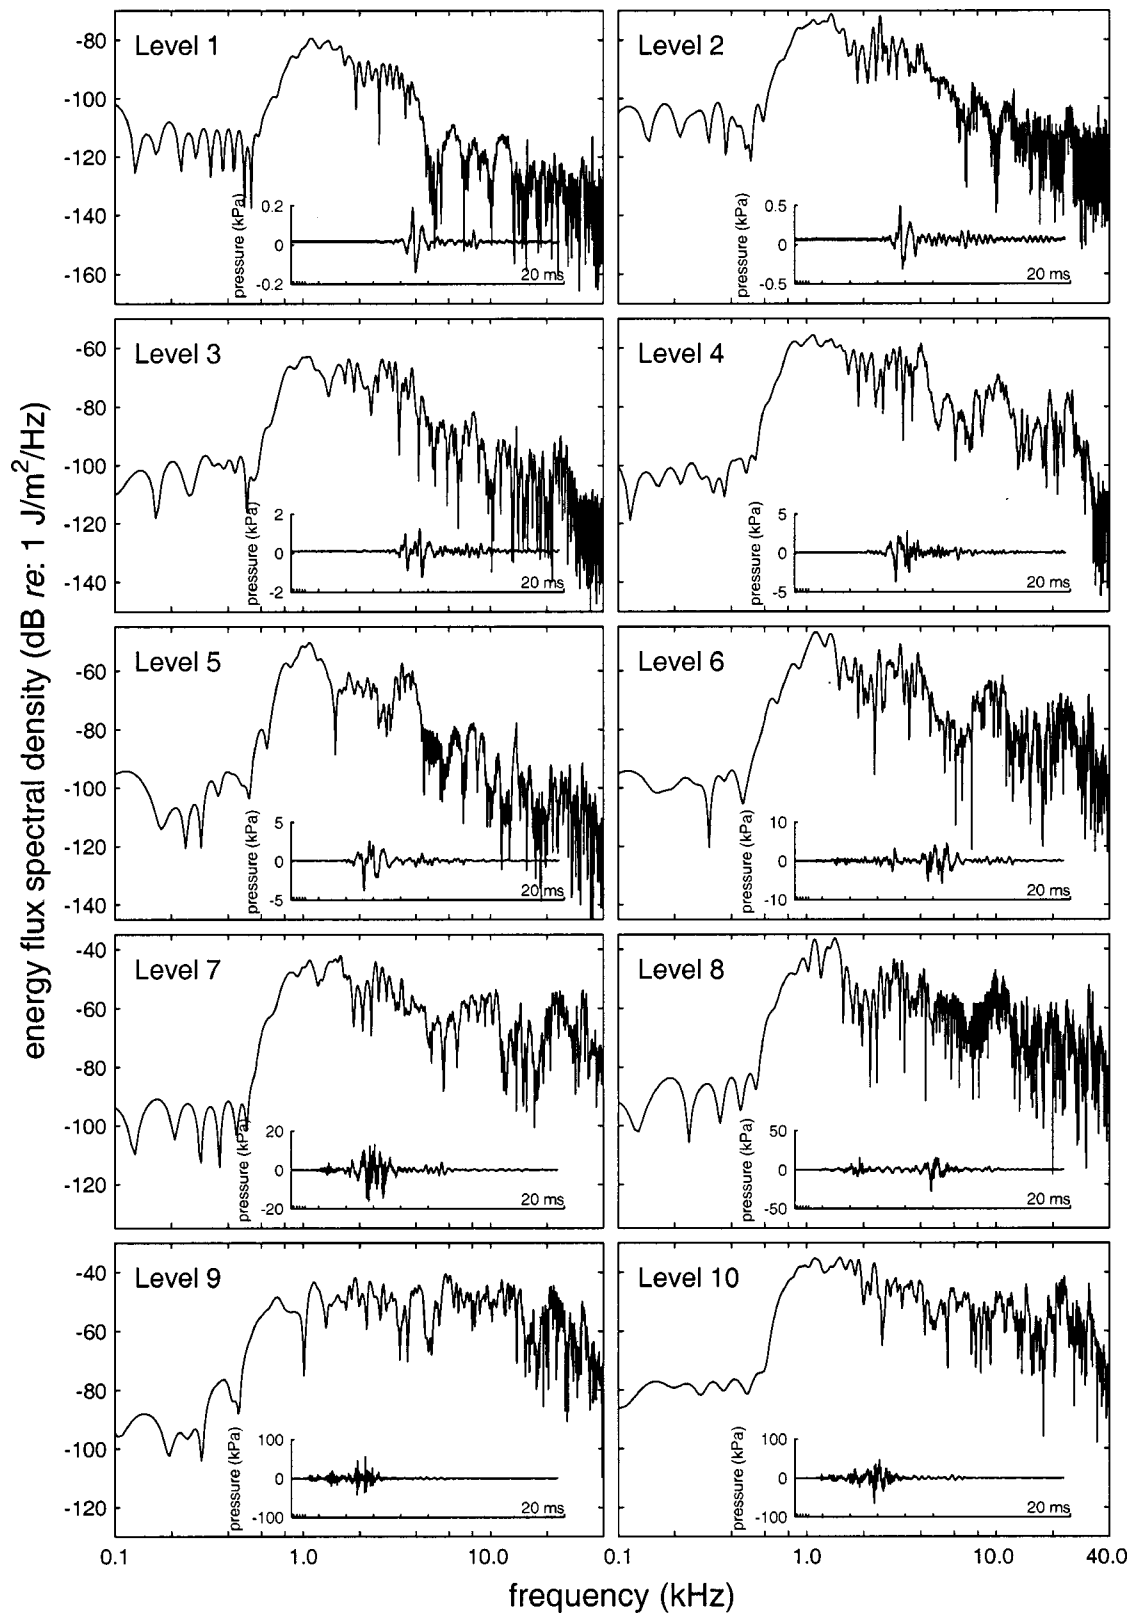 energy flux spectral density (dB re: 1 J/m²/Hz)
Level 1
-80
-100
-120
-140
-160
pressure (kPa)
0.2
0
-0.2
20 ms
Level 2
pressure (kPa)
0.5
0
-0.5
20 ms
Level 3
-60
-80
-100
-120
-140
pressure (kPa)
2
0
-2
20 ms
Level 4
pressure (kPa)
5
0
-5
20 ms
Level 5
-60
-80
-100
-120
-140
pressure (kPa)
5
0
-5
20 ms
Level 6
pressure (kPa)
10
0
-10
20 ms
Level 7
-40
-60
-80
-100
-120
pressure (kPa)
20
0
-20
20 ms
Level 8
pressure (kPa)
50
0
-50
20 ms
Level 9
-40
-60
-80
-100
-120
pressure (kPa)
100
0
-100
20 ms
Level 10
pressure (kPa)
100
0
-100
20 ms
0.1 1.0 10.0
0.1 1.0 10.0 40.0
frequency (kHz)